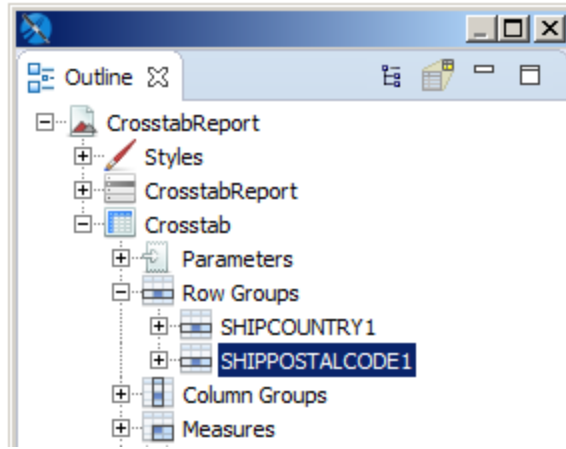 Outline
CrosstabReport
Styles
CrosstabReport
Crosstab
Parameters
Row Groups
SHIPCOUNTRY1
SHIPPOSTALCODE1
Column Groups
Measures